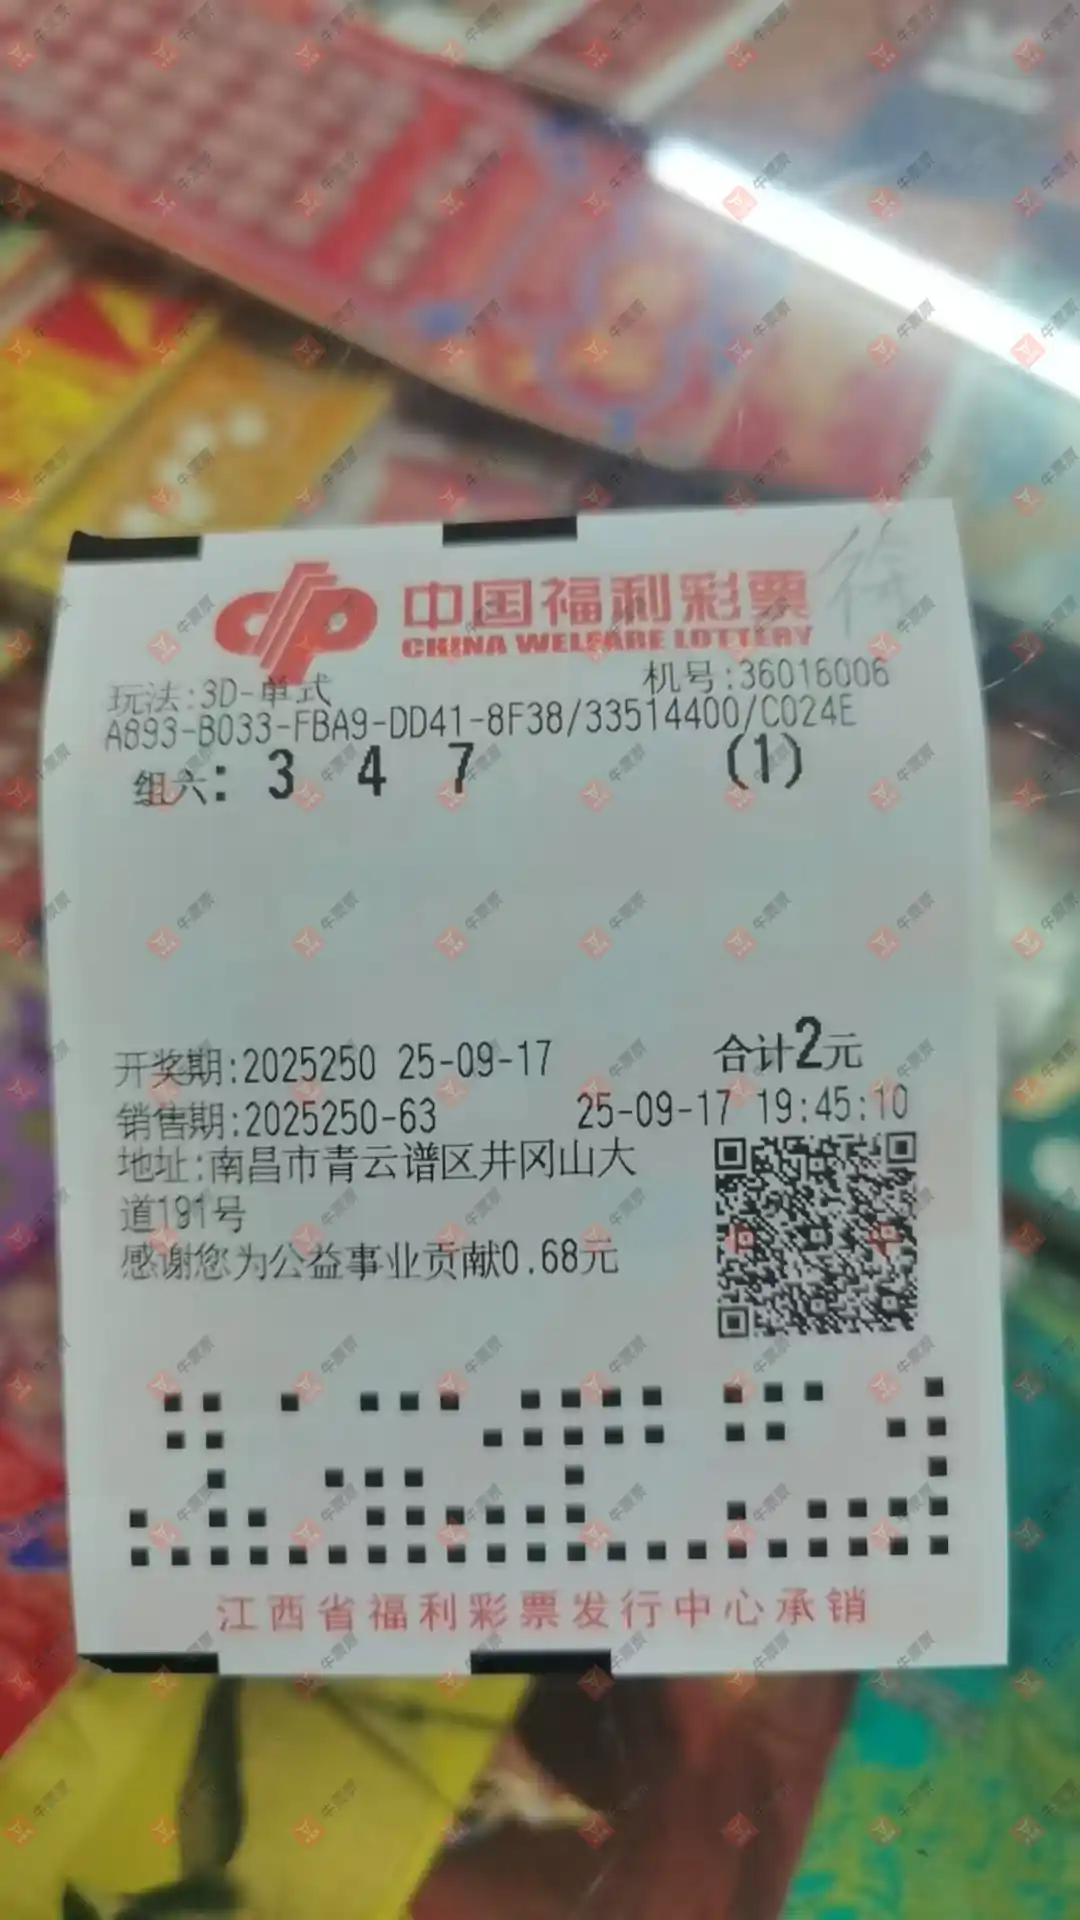 中国福利彩票
CHINA WELFARE LOTTERY
玩法:3D-单式 机号:36016006
A893-B033-FBA9-DD41-8F38/33514400/C024E
组六: 3 4 7 (1)
开奖期:2025250 25-09-17 合计2元
销售期:2025250-63 25-09-17 19:45:10
地址:南昌市青云谱区井冈山大
道191号
感谢您为公益事业贡献0.68元
江西省福利彩票发行中心承销